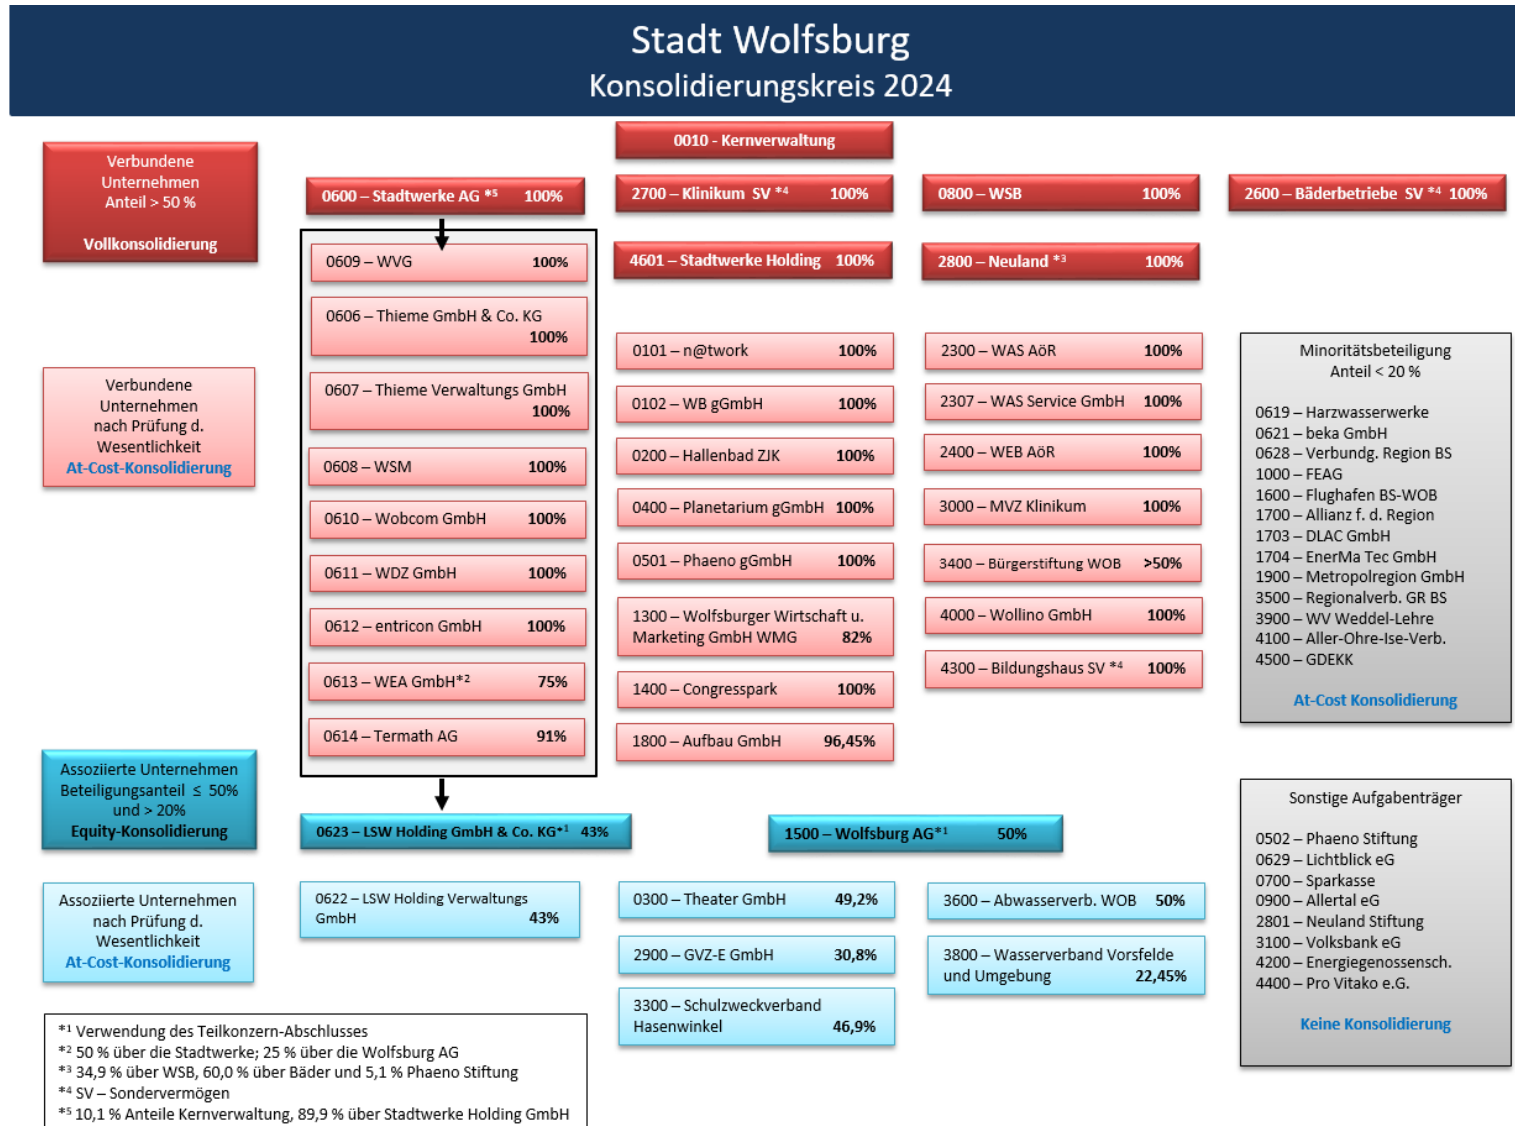 Stadt Wolfsburg
Konsolidierungskreis 2024
Verbundene
Unternehmen
Anteil > 50 %
Vollkonsolidierung
0010 - Kernverwaltung
0600 – Stadtwerke AG *⁵ 100%
2700 – Klinikum SV *⁴ 100%
0800 – WSB 100%
2600 – Bäderbetriebe SV *⁴ 100%
4601 – Stadtwerke Holding 100%
2800 – Neuland *³ 100%
Verbundene
Unternehmen
nach Prüfung d.
Wesentlichkeit
At-Cost-Konsolidierung
0609 – WVG 100%
0606 – Thieme GmbH & Co. KG
100%
0607 – Thieme Verwaltungs GmbH
100%
0608 – WSM 100%
0610 – Wobcom GmbH 100%
0611 – WDZ GmbH 100%
0612 – entricon GmbH 100%
0613 – WEA GmbH*² 75%
0614 – Termath AG 91%
0101 – n@twork 100%
0102 – WB gGmbH 100%
0200 – Hallenbad ZJK 100%
0400 – Planetarium gGmbH 100%
0501 – Phaeno gGmbH 100%
1300 – Wolfsburger Wirtschaft u.
Marketing GmbH WMG 82%
1400 – Congresspark 100%
1800 – Aufbau GmbH 96,45%
2300 – WAS AöR 100%
2307 – WAS Service GmbH 100%
2400 – WEB AöR 100%
3000 – MVZ Klinikum 100%
3400 – Bürgerstiftung WOB >50%
4000 – Wollino GmbH 100%
4300 – Bildungshaus SV *⁴ 100%
Minoritätsbeteiligung
Anteil < 20 %
0619 – Harzwasserwerke
0621 – beka GmbH
0628 – Verbundg. Region BS
1000 – FEAG
1600 – Flughafen BS-WOB
1700 – Allianz f. d. Region
1703 – DLAC GmbH
1704 – EnerMa Tec GmbH
1900 – Metropolregion GmbH
3500 – Regionalverb. GR BS
3900 – WV Weddel-Lehre
4100 – Aller-Ohre-Ise-Verb.
4500 – GDEKK
At-Cost Konsolidierung
Assoziierte Unternehmen
Beteiligungsanteil ≤ 50%
und > 20%
Equity-Konsolidierung
0623 – LSW Holding GmbH & Co. KG*¹ 43%
1500 – Wolfsburg AG*¹ 50%
Assoziierte Unternehmen
nach Prüfung d.
Wesentlichkeit
At-Cost-Konsolidierung
0622 – LSW Holding Verwaltungs
GmbH 43%
0300 – Theater GmbH 49,2%
2900 – GVZ-E GmbH 30,8%
3300 – Schulzweckverband
Hasenwinkel 46,9%
3600 – Abwasserverb. WOB 50%
3800 – Wasserverband Vorsfelde
und Umgebung 22,45%
Sonstige Aufgabenträger
0502 – Phaeno Stiftung
0629 – Lichtblick eG
0700 – Sparkasse
0900 – Allertal eG
2801 – Neuland Stiftung
3100 – Volksbank eG
4200 – Energiegenossensch.
4400 – Pro Vitako e.G.
Keine Konsolidierung
*¹ Verwendung des Teilkonzern-Abschlusses
*² 50 % über die Stadtwerke; 25 % über die Wolfsburg AG
*³ 34,9 % über WSB, 60,0 % über Bäder und 5,1 % Phaeno Stiftung
*⁴ SV – Sondervermögen
*⁵ 10,1 % Anteile Kernverwaltung, 89,9 % über Stadtwerke Holding GmbH